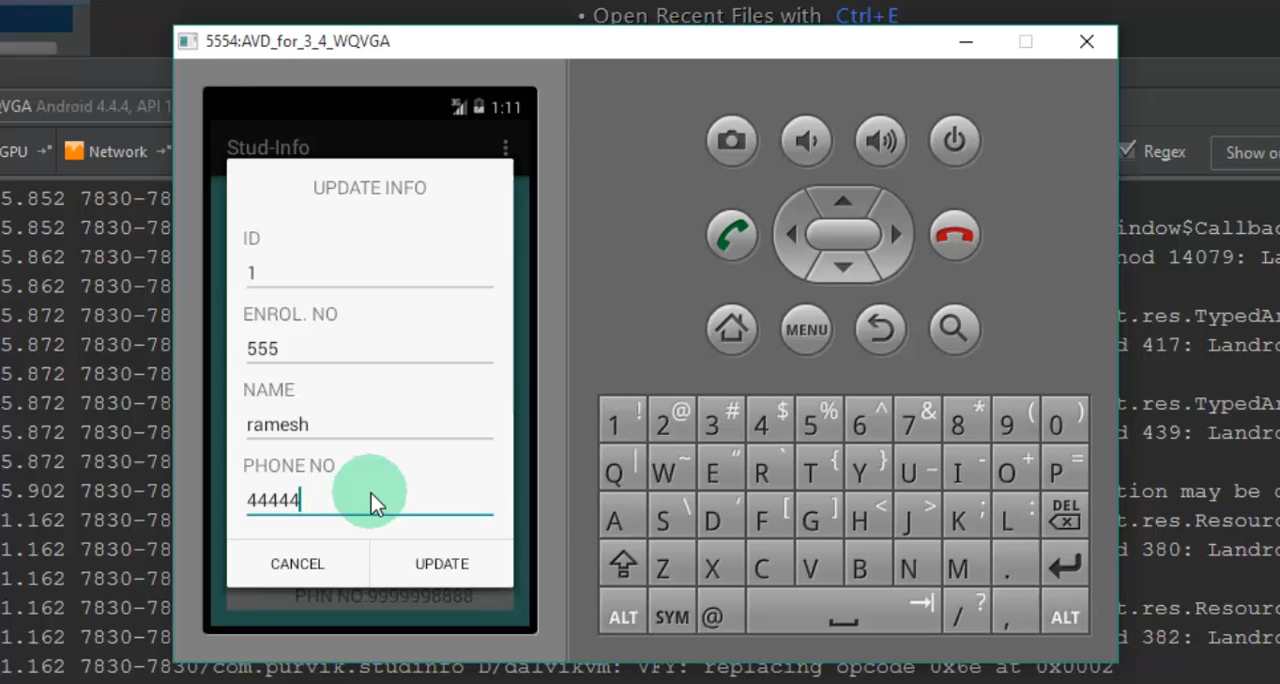 • Open Recent Files with Ctrl+E
5554:AVD_for_3_4_WQVGA
QVGA Android 4.4.4, API 1
GPU
Network
Regex
Show o
3G 1:11
Stud-Info
UPDATE INFO
ID
1
ENROL. NO
555
NAME
ramesh
PHONE NO
44444
CANCEL
UPDATE
PHN NO:9999998888
MENU
1 ! 2 @ 3 # 4 $ 5 % 6 ^ 7 & 8 * 9 ( 0 )
Q | W ~ E " R ` T { Y } U _ I - O + P =
A S \ D F [ G ] H < J > K ; L : DEL
Z X C V B N M .
ALT SYM @ →| / ? , ALT
5.852 7830-78
5.852 7830-78 indow$Callba
5.862 7830-78 hod 14079: La
5.862 7830-78
5.872 7830-78 t.res.TypedAr
5.872 7830-78 d 417: Landro
5.872 7830-78
5.872 7830-78 t.res.TypedAr
5.872 7830-78 d 439: Landro
5.872 7830-78
5.902 7830-78 tion may be
1.162 7830-78 t.res.Resour
1.162 7830-78 d 380: Landro
1.162 7830-78
1.162 7830-78 t.res.Resour
1.162 7830-78 d 382: Landro
1.162 7830-7830/com.purvik.studinfo D/dalvikvm: VFY: replacing opcode 0x6e at 0x0002